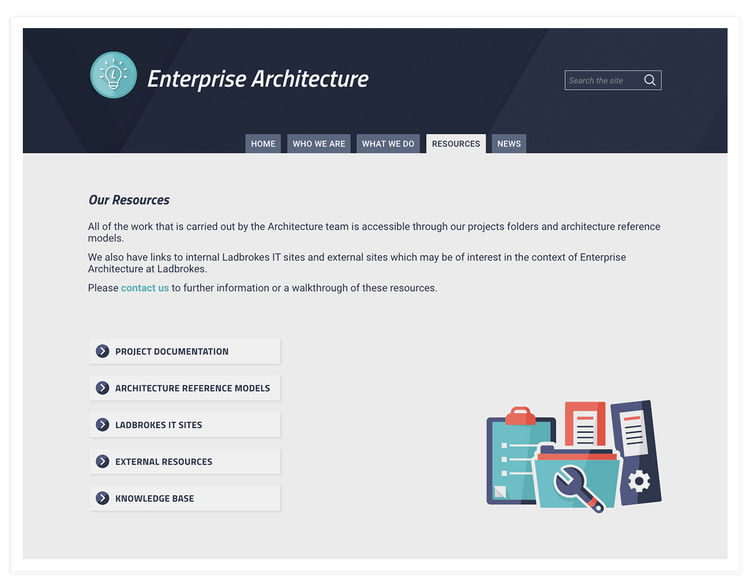 L
Enterprise Architecture
Search the site
HOME
WHO WE ARE
WHAT WE DO
RESOURCES
NEWS
Our Resources
All of the work that is carried out by the Architecture team is accessible through our projects folders and architecture reference
models.
We also have links to internal Ladbrokes IT sites and external sites which may be of interest in the context of Enterprise
Architecture at Ladbrokes.
Please contact us to further information or a walkthrough of these resources.
PROJECT DOCUMENTATION
ARCHITECTURE REFERENCE MODELS
LADBROKES IT SITES
EXTERNAL RESOURCES
KNOWLEDGE BASE